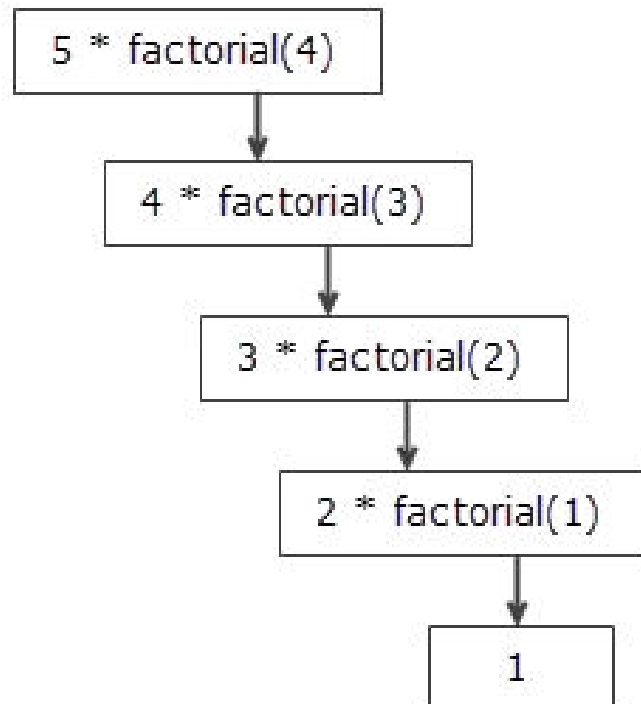 5 * factorial(4)
4 * factorial(3)
3 * factorial(2)
2 * factorial(1)
1